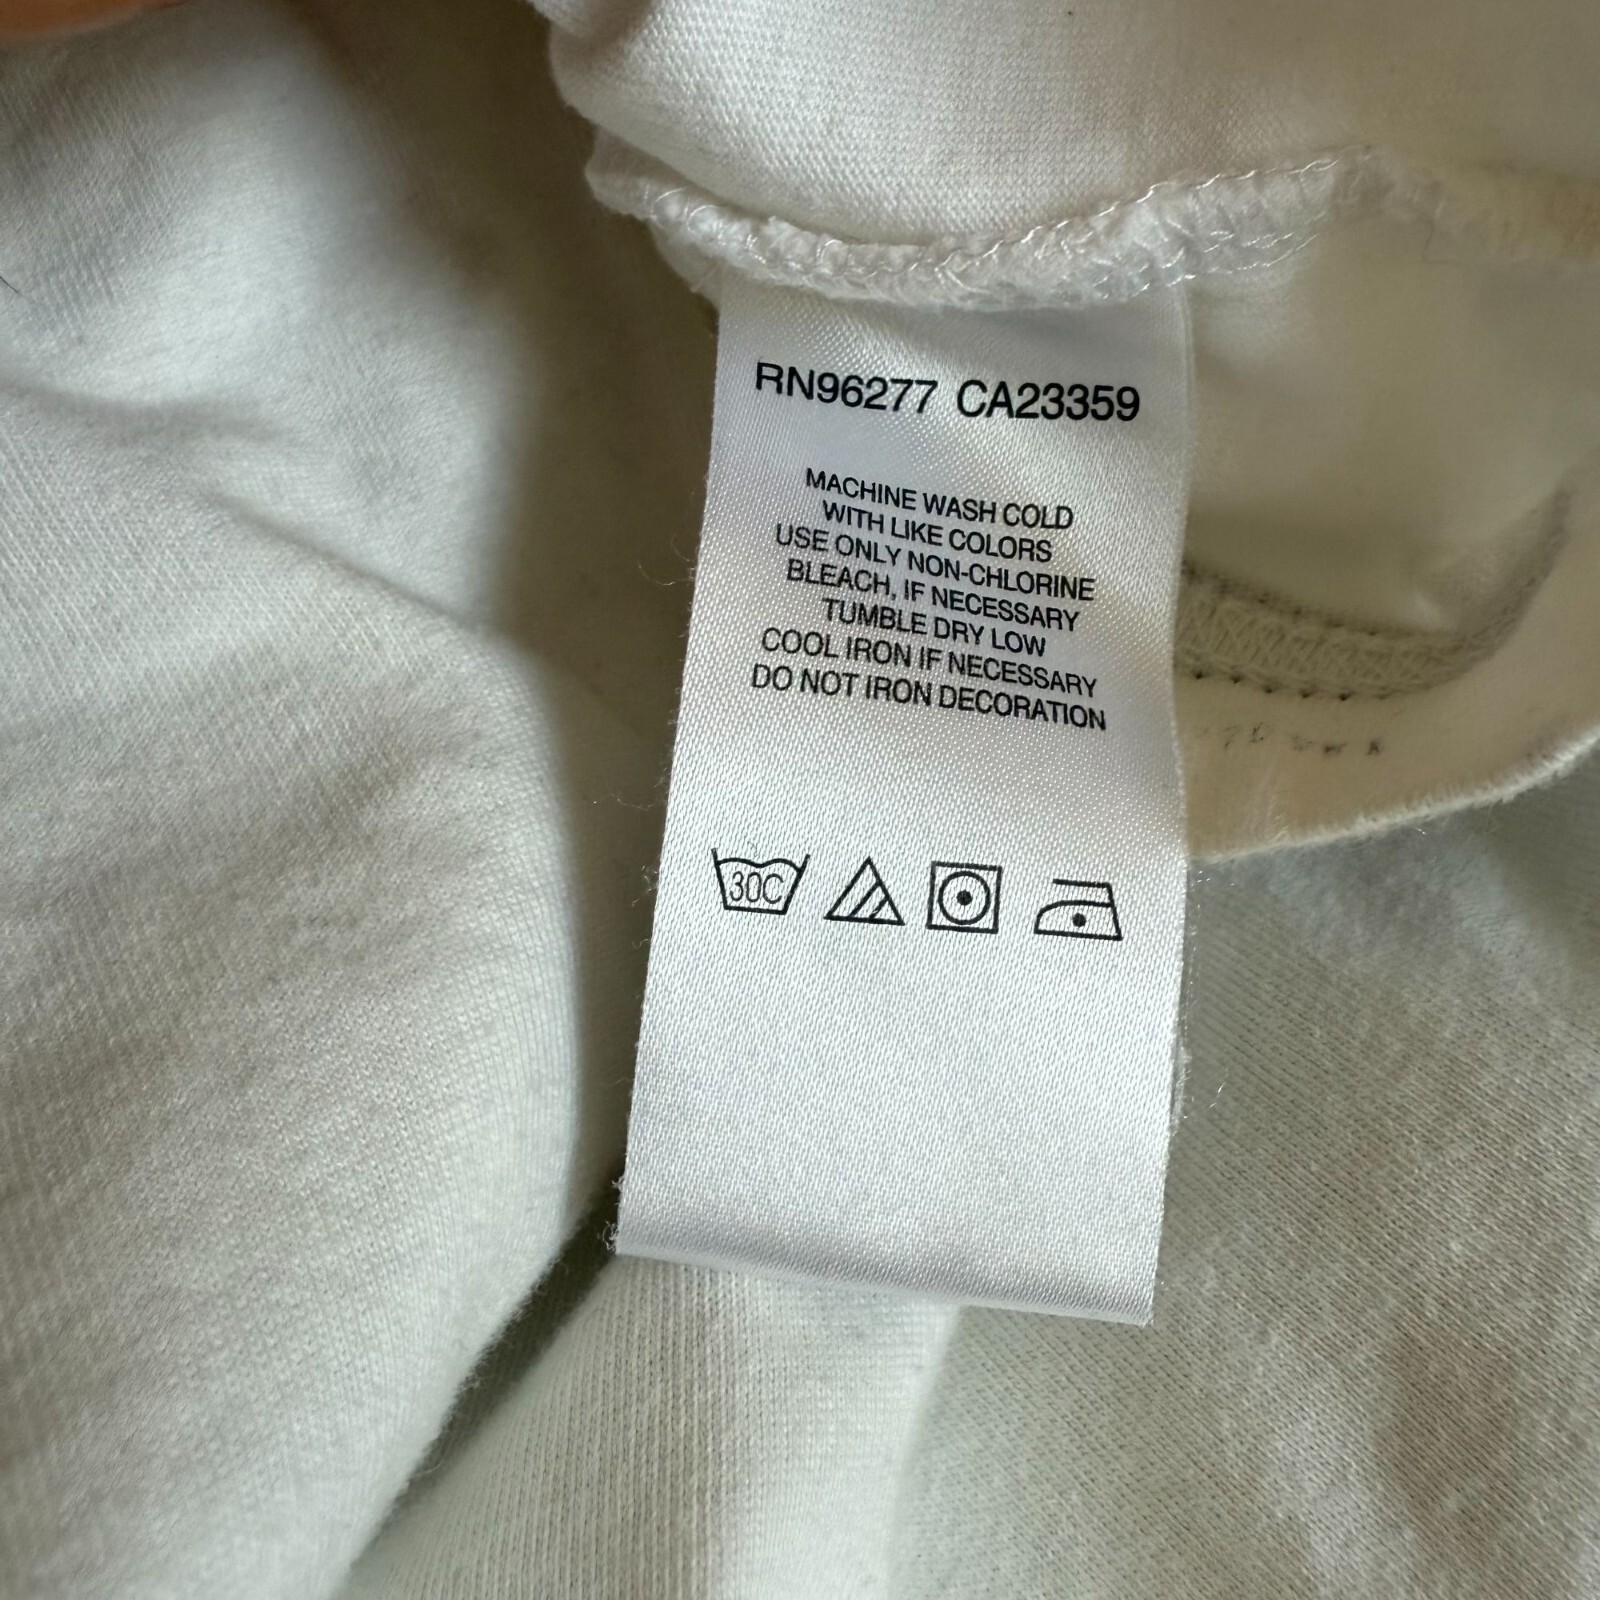 RN96277 CA23359
MACHINE WASH COLD
WITH LIKE COLORS
USE ONLY NON-CHLORINE
BLEACH, IF NECESSARY
TUMBLE DRY LOW
COOL IRON IF NECESSARY
DO NOT IRON DECORATION
30C